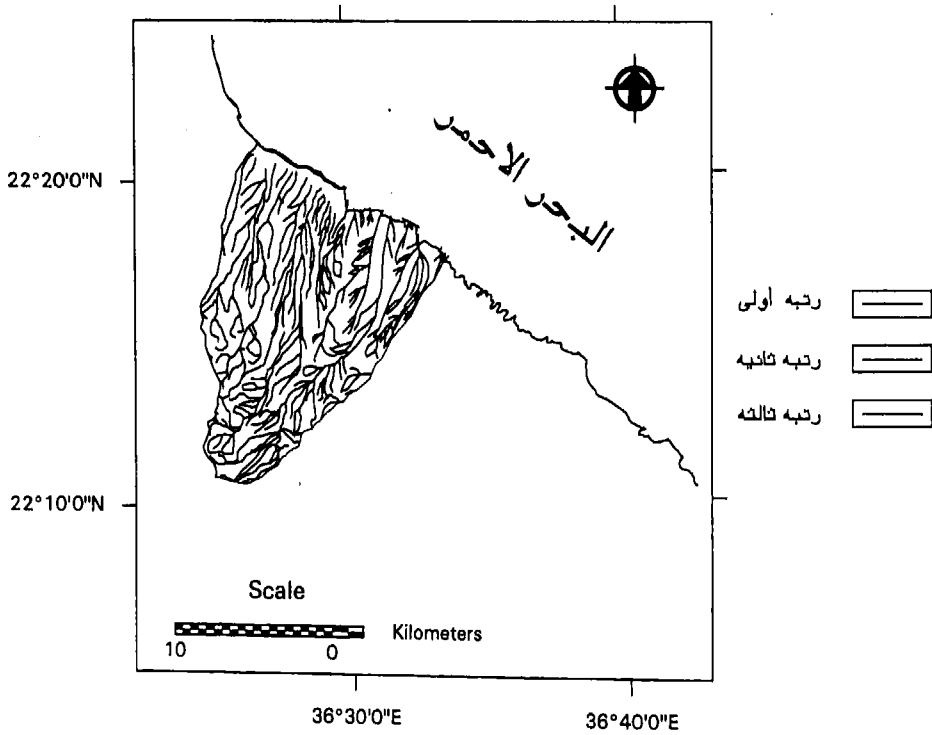 البحر الاحمر
22°20'0"N
22°10'0"N
رتبه أولى
رتبه ثانيه
رتبه ثالثه
Scale
10 0 Kilometers
36°30'0"E 36°40'0"E